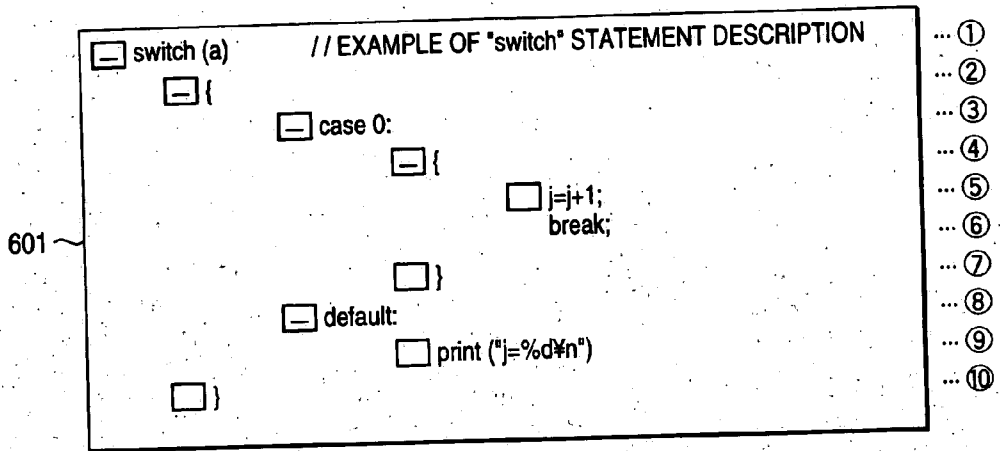 switch (a) // EXAMPLE OF "switch" STATEMENT DESCRIPTION ... ①
{ ... ②
case 0: ... ③
{ ... ④
j=j+1; ... ⑤
break; ... ⑥
601
} ... ⑦
default: ... ⑧
print ("j=%d¥n") ... ⑨
} ... ⑩